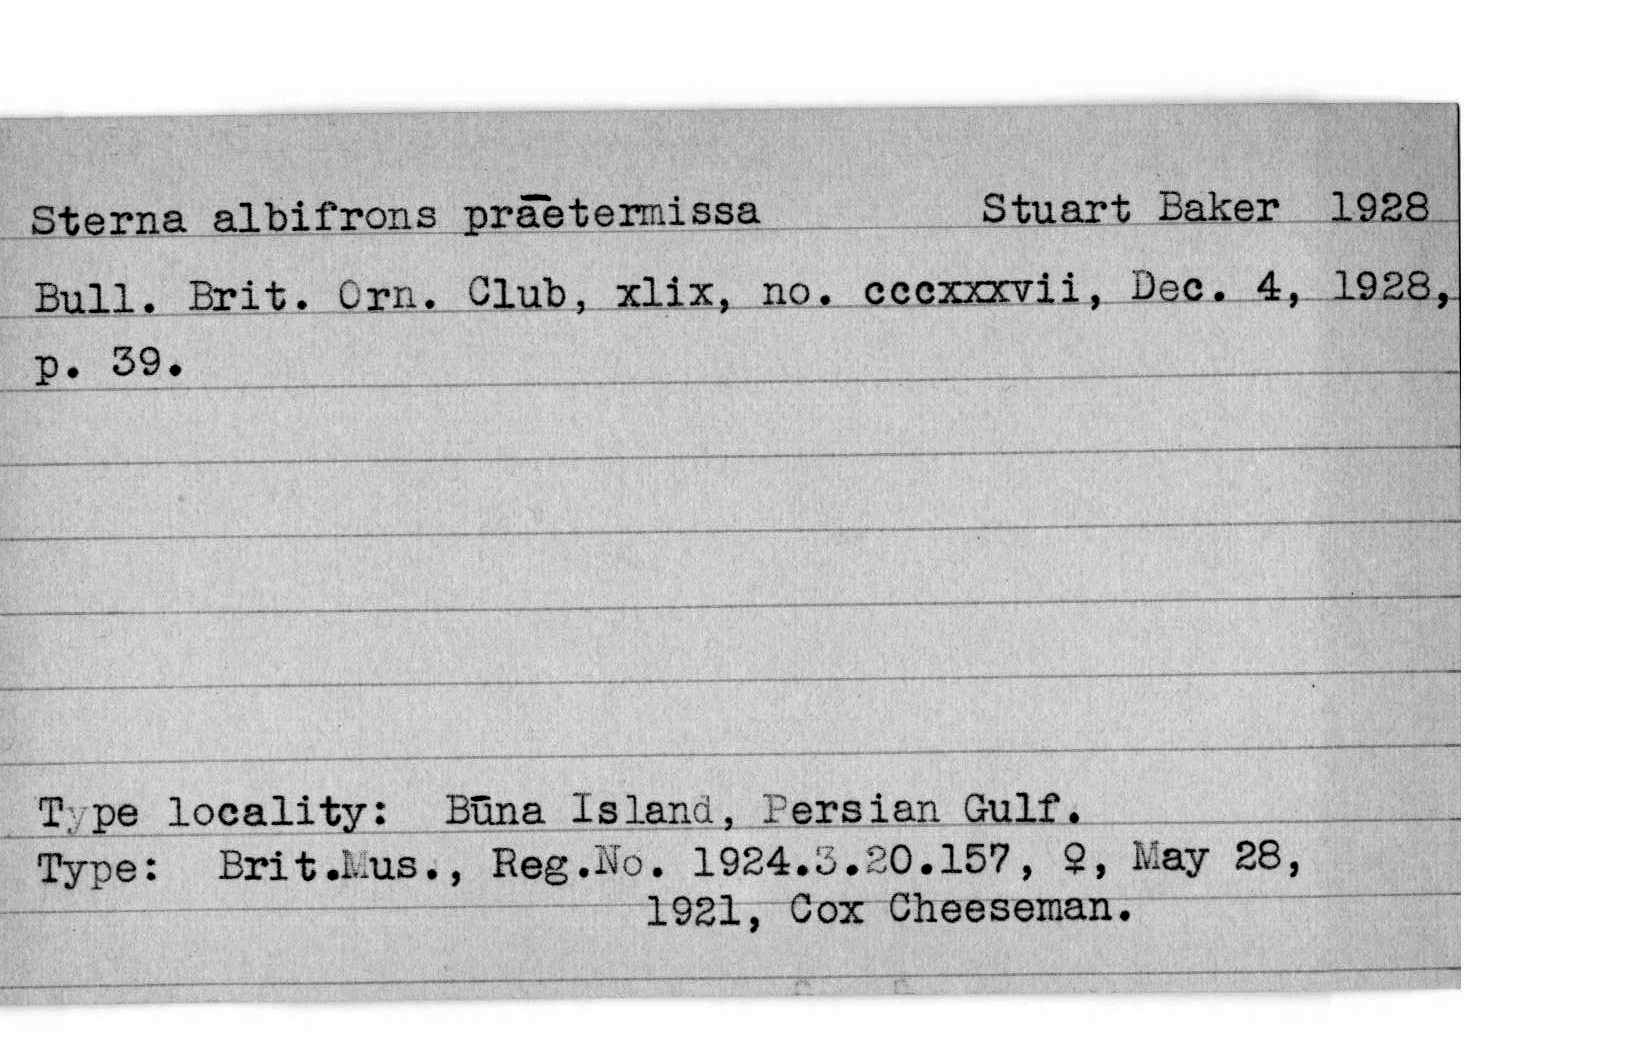 Sterna albifrons prāētermissa Stuart Baker 1928
Bull. Brit. Orn. Club, xlix, no. cccxxxvii, Dec. 4, 1928,
p. 39.
Type locality: Būna Island, Persian Gulf.
Type: Brit.Mus., Reg.No. 1924.3.20.157, ♀, May 28,
1921, Cox Cheeseman.